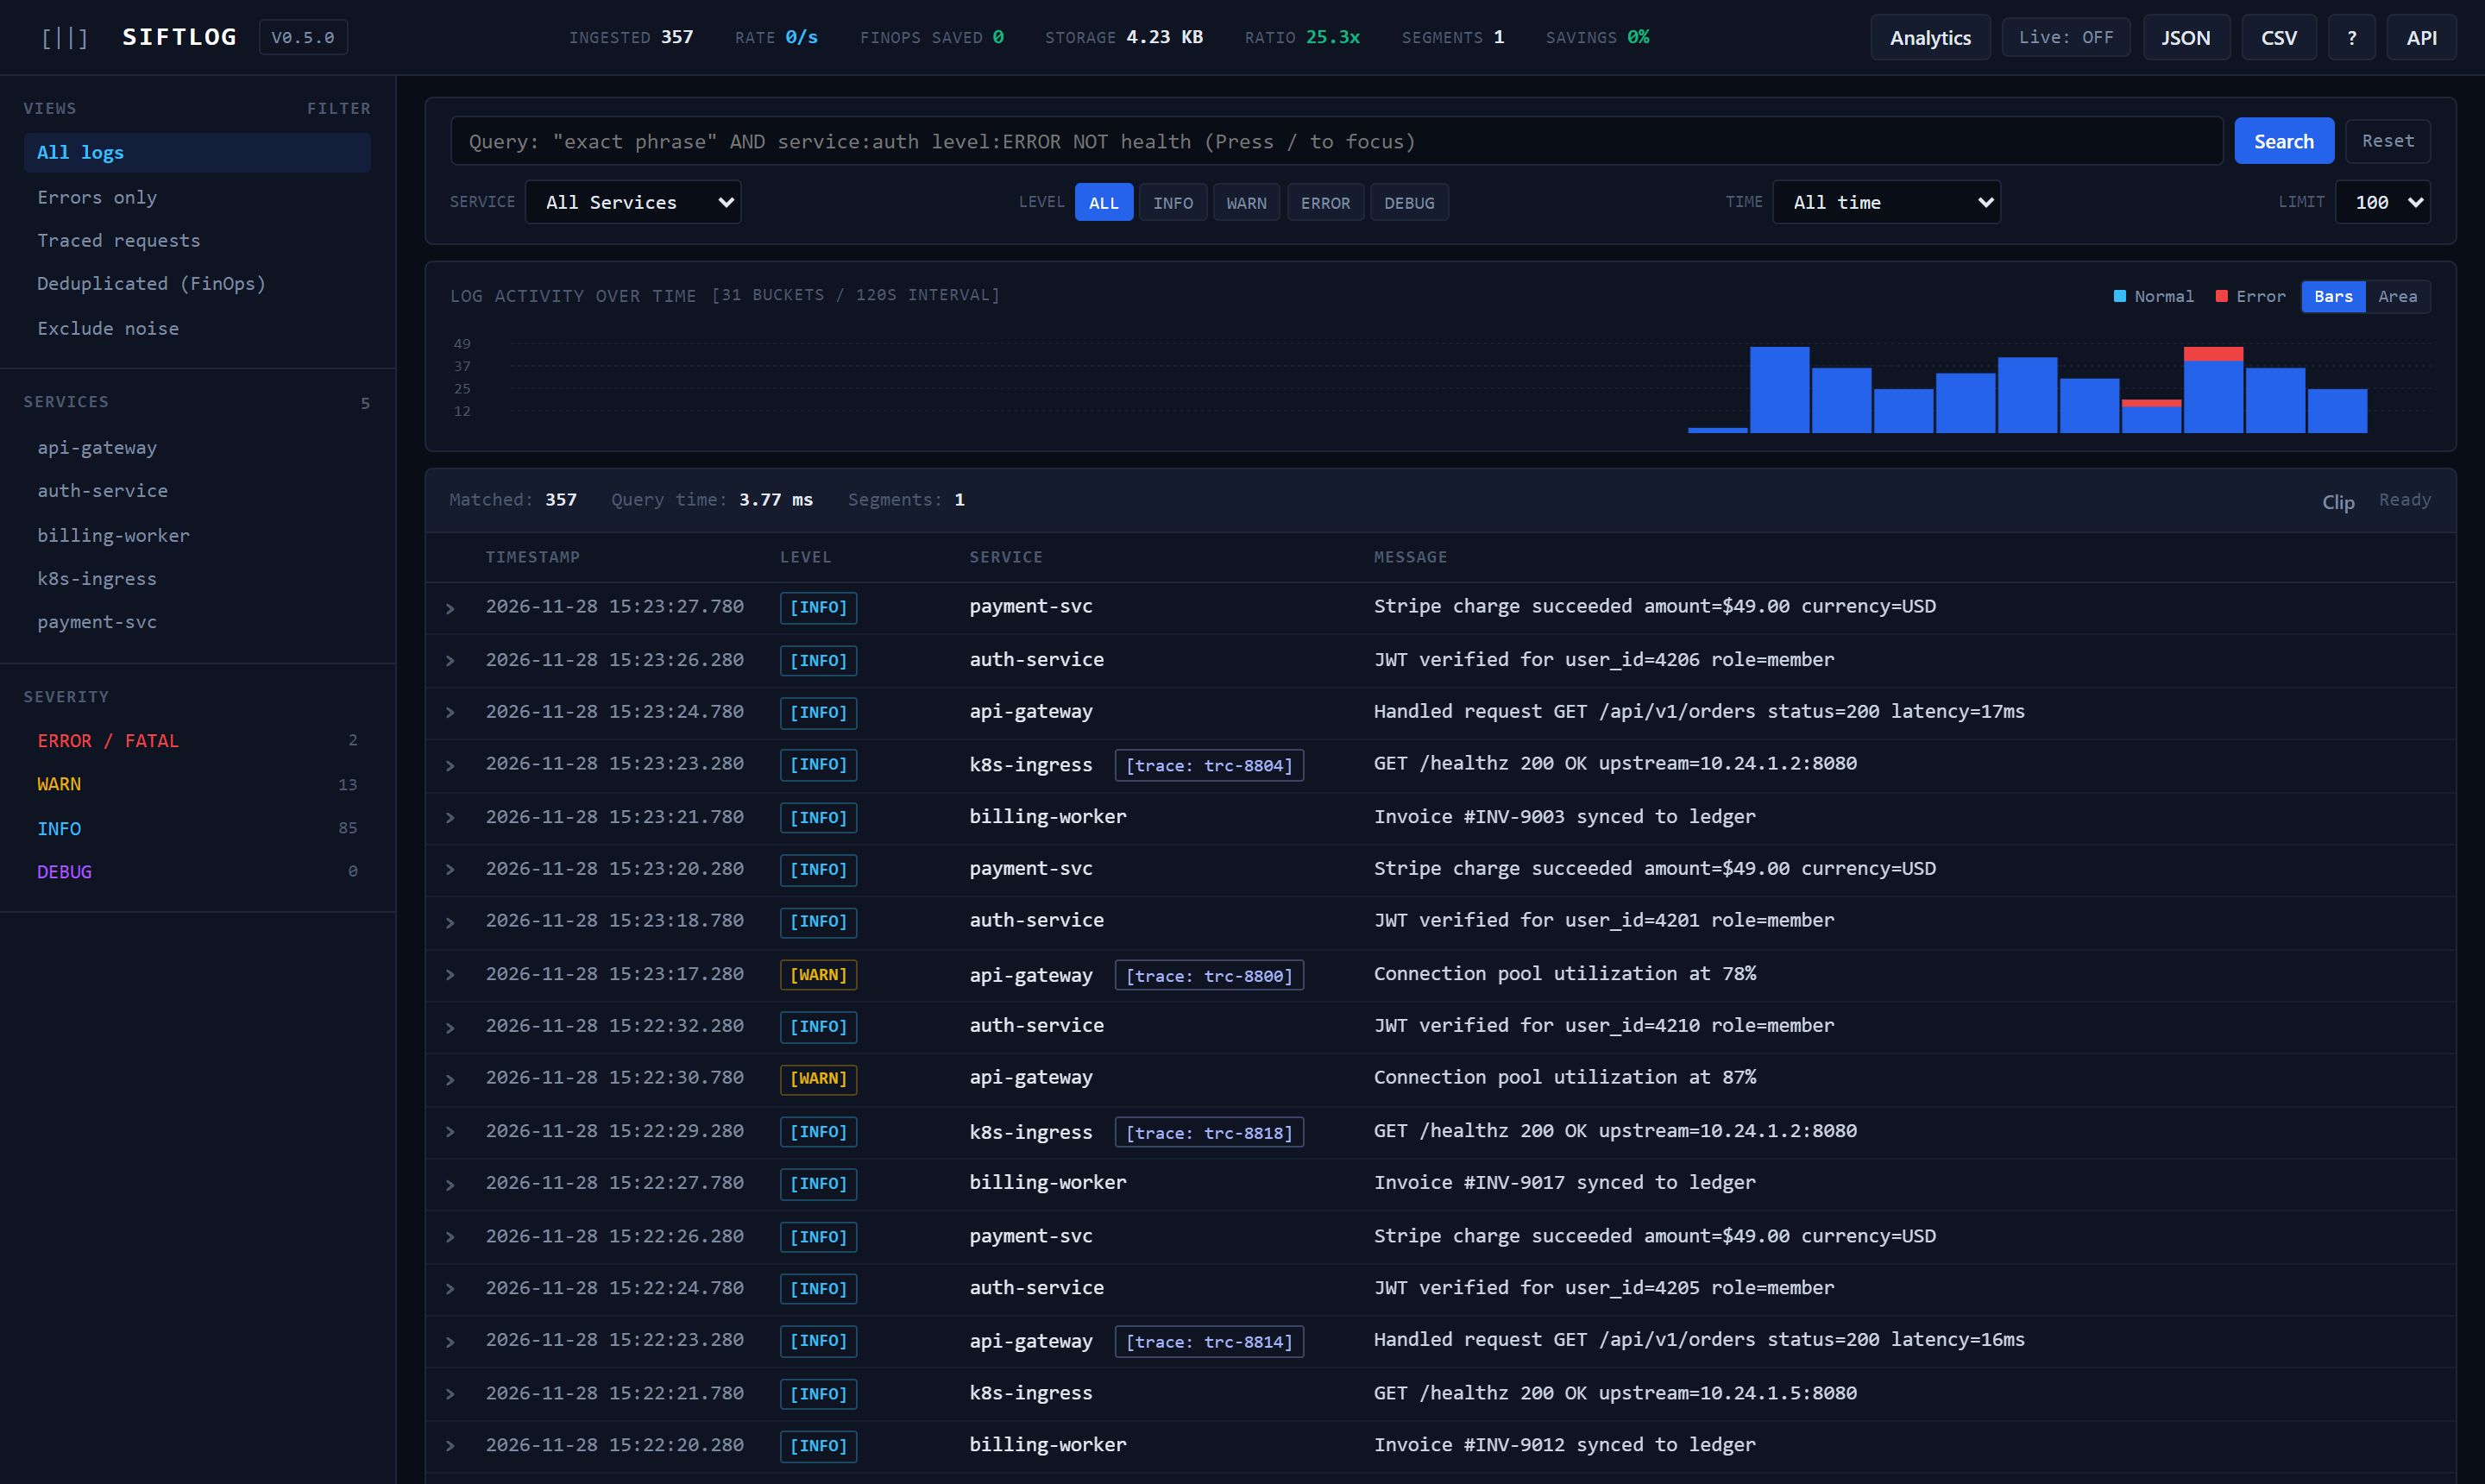 [||] SIFTLOG V0.5.0 INGESTED 357 RATE 0/s FINOPS SAVED 0 STORAGE 4.23 KB RATIO 25.3x SEGMENTS 1 SAVINGS 0% Analytics Live: OFF JSON CSV ? API
VIEWS FILTER
All logs
Errors only
Traced requests
Deduplicated (FinOps)
Exclude noise
SERVICES 5
api-gateway
auth-service
billing-worker
k8s-ingress
payment-svc
SEVERITY
ERROR / FATAL 2
WARN 13
INFO 85
DEBUG 0
Query: "exact phrase" AND service:auth level:ERROR NOT health (Press / to focus) Search Reset
SERVICE All Services LEVEL ALL INFO WARN ERROR DEBUG TIME All time LIMIT 100
LOG ACTIVITY OVER TIME [31 BUCKETS / 120S INTERVAL] Normal Error Bars Area
49
37
25
12
Matched: 357 Query time: 3.77 ms Segments: 1 Clip Ready
TIMESTAMP LEVEL SERVICE MESSAGE
> 2026-11-28 15:23:27.780 [INFO] payment-svc Stripe charge succeeded amount=$49.00 currency=USD
> 2026-11-28 15:23:26.280 [INFO] auth-service JWT verified for user_id=4206 role=member
> 2026-11-28 15:23:24.780 [INFO] api-gateway Handled request GET /api/v1/orders status=200 latency=17ms
> 2026-11-28 15:23:23.280 [INFO] k8s-ingress [trace: trc-8804] GET /healthz 200 OK upstream=10.24.1.2:8080
> 2026-11-28 15:23:21.780 [INFO] billing-worker Invoice #INV-9003 synced to ledger
> 2026-11-28 15:23:20.280 [INFO] payment-svc Stripe charge succeeded amount=$49.00 currency=USD
> 2026-11-28 15:23:18.780 [INFO] auth-service JWT verified for user_id=4201 role=member
> 2026-11-28 15:23:17.280 [WARN] api-gateway [trace: trc-8800] Connection pool utilization at 78%
> 2026-11-28 15:22:32.280 [INFO] auth-service JWT verified for user_id=4210 role=member
> 2026-11-28 15:22:30.780 [WARN] api-gateway Connection pool utilization at 87%
> 2026-11-28 15:22:29.280 [INFO] k8s-ingress [trace: trc-8818] GET /healthz 200 OK upstream=10.24.1.2:8080
> 2026-11-28 15:22:27.780 [INFO] billing-worker Invoice #INV-9017 synced to ledger
> 2026-11-28 15:22:26.280 [INFO] payment-svc Stripe charge succeeded amount=$49.00 currency=USD
> 2026-11-28 15:22:24.780 [INFO] auth-service JWT verified for user_id=4205 role=member
> 2026-11-28 15:22:23.280 [INFO] api-gateway [trace: trc-8814] Handled request GET /api/v1/orders status=200 latency=16ms
> 2026-11-28 15:22:21.780 [INFO] k8s-ingress GET /healthz 200 OK upstream=10.24.1.5:8080
> 2026-11-28 15:22:20.280 [INFO] billing-worker Invoice #INV-9012 synced to ledger